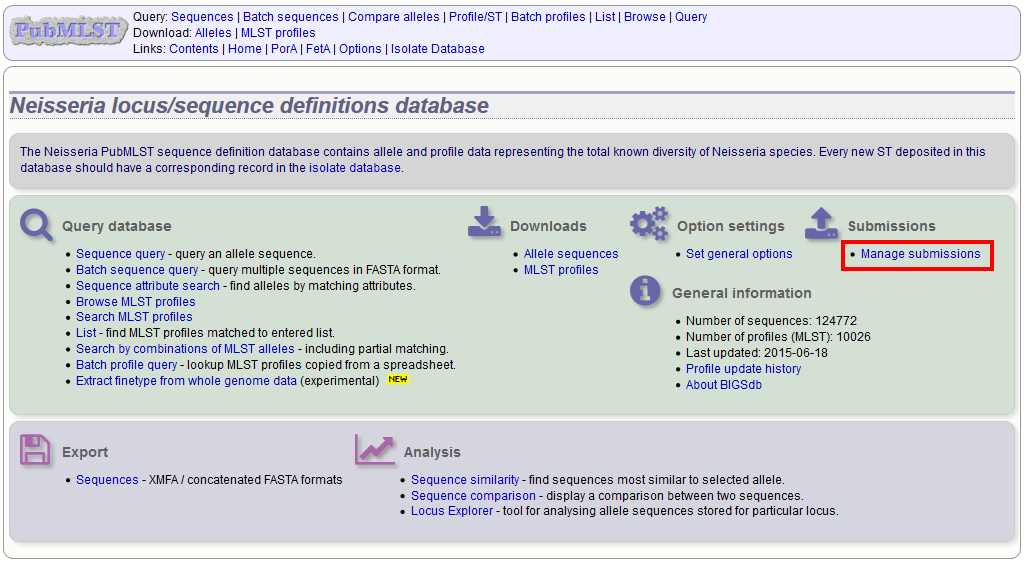 PubMLST
Query: Sequences | Batch sequences | Compare alleles | Profile/ST | Batch profiles | List | Browse | Query
Download: Alleles | MLST profiles
Links: Contents | Home | PorA | FetA | Options | Isolate Database
Neisseria locus/sequence definitions database
The Neisseria PubMLST sequence definition database contains allele and profile data representing the total known diversity of Neisseria species. Every new ST deposited in this
database should have a corresponding record in the isolate database.
Query database
• Sequence query - query an allele sequence.
• Batch sequence query - query multiple sequences in FASTA format.
• Sequence attribute search - find alleles by matching attributes.
• Browse MLST profiles
• Search MLST profiles
• List - find MLST profiles matched to entered list.
• Search by combinations of MLST alleles - including partial matching.
• Batch profile query - lookup MLST profiles copied from a spreadsheet.
• Extract finetype from whole genome data (experimental) NEW
Downloads
• Allele sequences
• MLST profiles
Option settings
• Set general options
Submissions
• Manage submissions
General information
• Number of sequences: 124772
• Number of profiles (MLST): 10026
• Last updated: 2015-06-18
• Profile update history
• About BIGSdb
Export
• Sequences - XMFA / concatenated FASTA formats
Analysis
• Sequence similarity - find sequences most similar to selected allele.
• Sequence comparison - display a comparison between two sequences.
• Locus Explorer - tool for analysing allele sequences stored for particular locus.